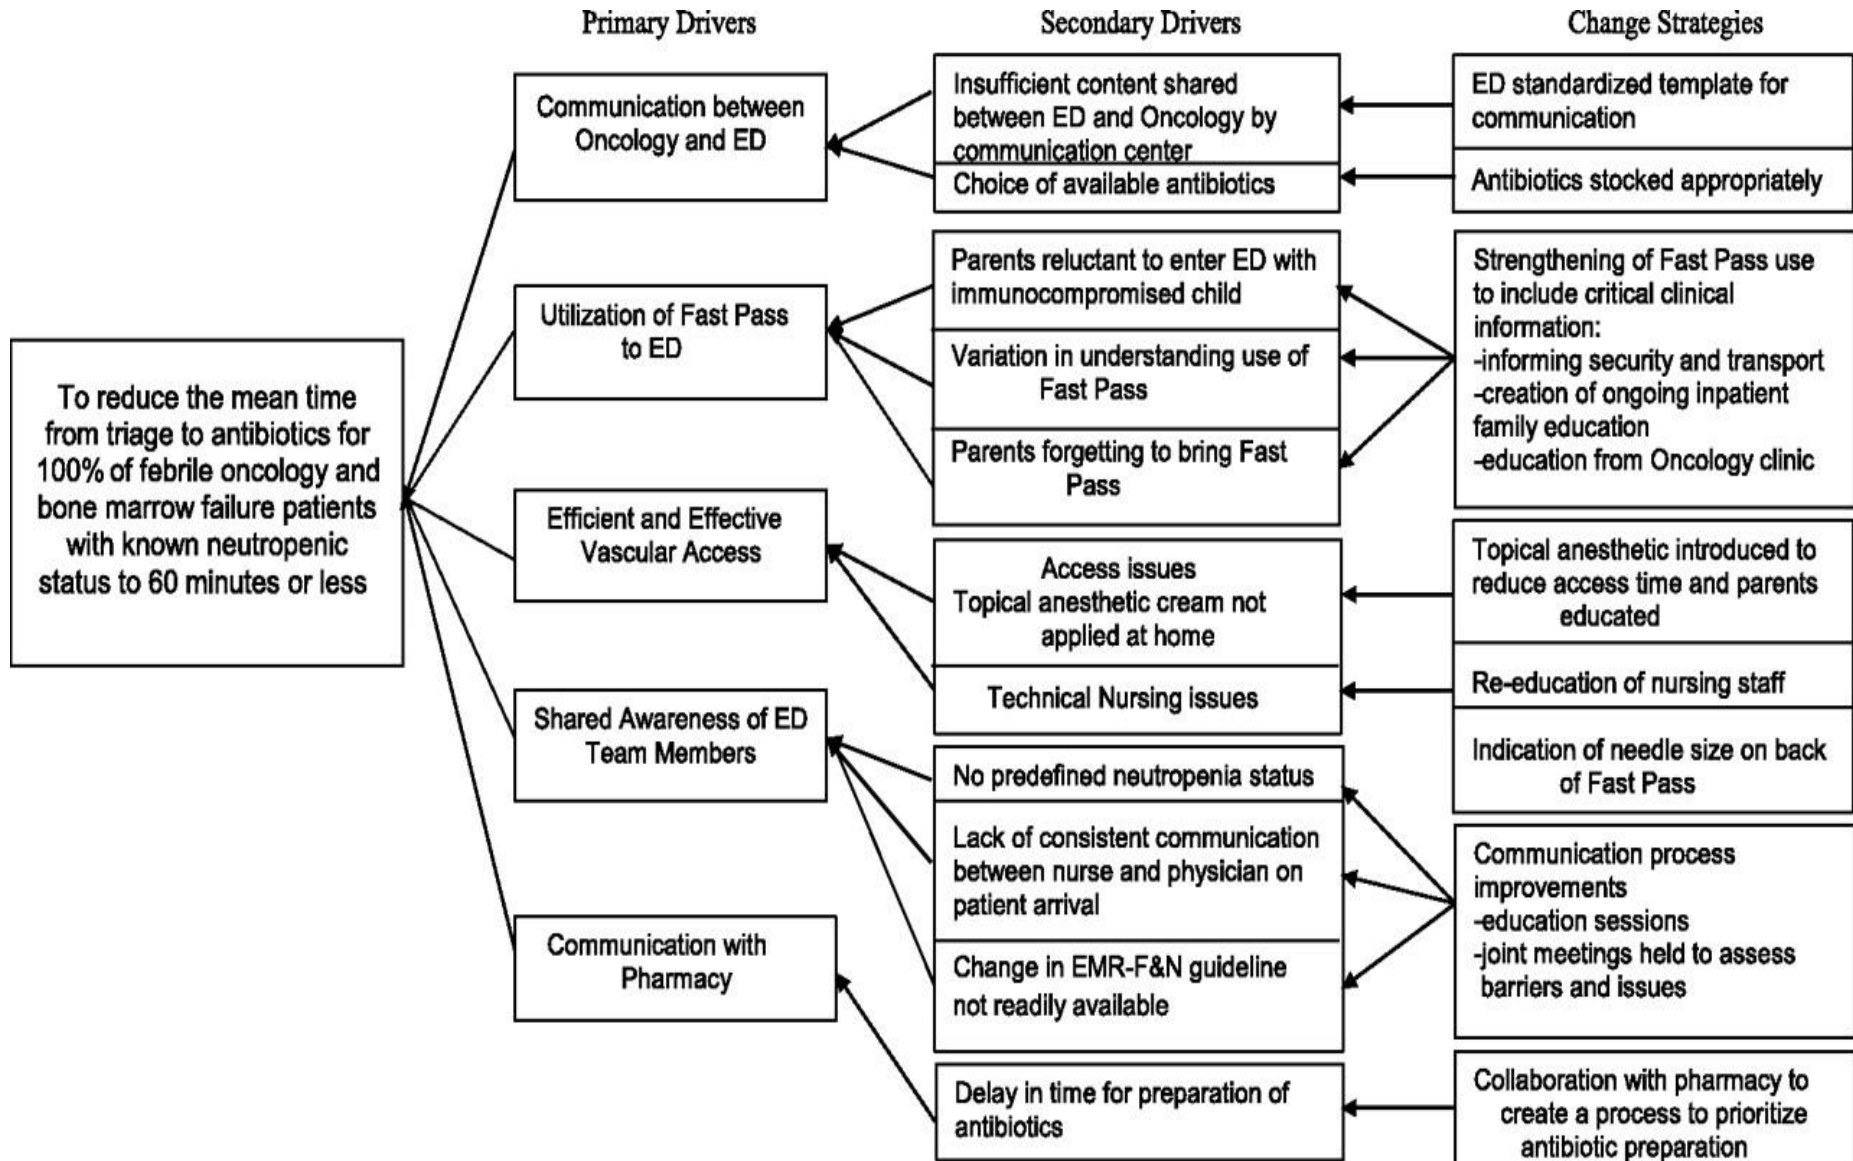 Primary Drivers
Secondary Drivers
Change Strategies
To reduce the mean time
from triage to antibiotics for
100% of febrile oncology and
bone marrow failure patients
with known neutropenic
status to 60 minutes or less
Communication between
Oncology and ED
Utilization of Fast Pass
to ED
Efficient and Effective
Vascular Access
Shared Awareness of ED
Team Members
Communication with
Pharmacy
Insufficient content shared
between ED and Oncology by
communication center
Choice of available antibiotics
Parents reluctant to enter ED with
immunocompromised child
Variation in understanding use of
Fast Pass
Parents forgetting to bring Fast
Pass
Access issues
Topical anesthetic cream not
applied at home
Technical Nursing issues
No predefined neutropenia status
Lack of consistent communication
between nurse and physician on
patient arrival
Change in EMR-F&N guideline
not readily available
Delay in time for preparation of
antibiotics
ED standardized template for
communication
Antibiotics stocked appropriately
Strengthening of Fast Pass use
to include critical clinical
information:
-informing security and transport
-creation of ongoing inpatient
family education
-education from Oncology clinic
Topical anesthetic introduced to
reduce access time and parents
educated
Re-education of nursing staff
Indication of needle size on back
of Fast Pass
Communication process
improvements
-education sessions
-joint meetings held to assess
barriers and issues
Collaboration with pharmacy to
create a process to prioritize
antibiotic preparation